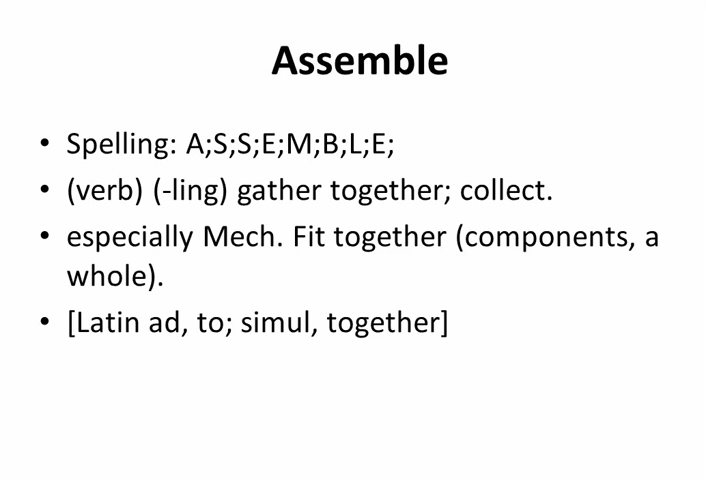 Assemble
• Spelling: A;S;S;E;M;B;L;E;
• (verb) (-ling) gather together; collect.
• especially Mech. Fit together (components, a
whole).
• [Latin ad, to; simul, together]